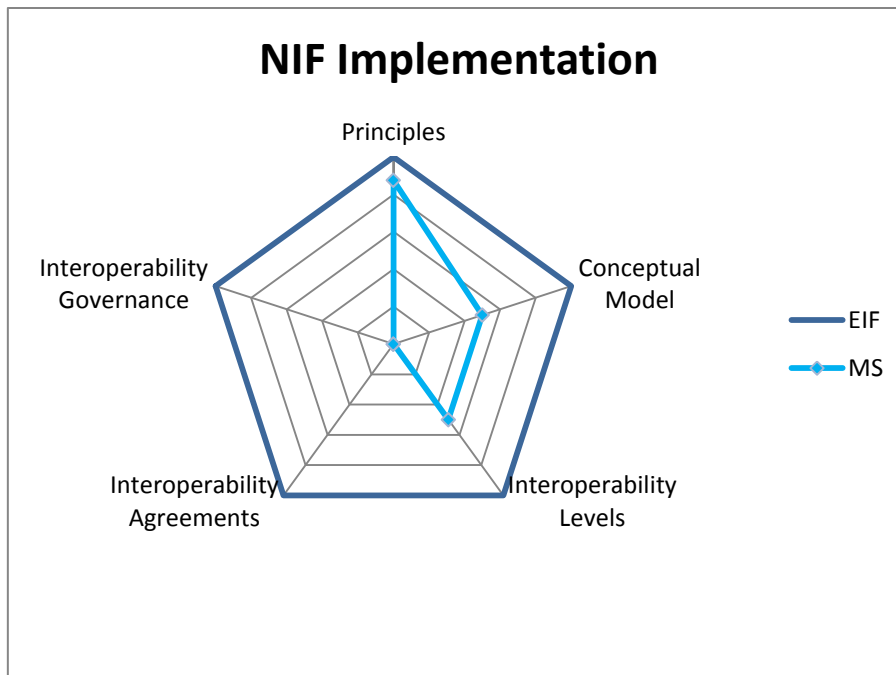 NIF Implementation
Principles
Interoperability
Governance
Conceptual
Model
EIF
MS
Interoperability
Agreements
Interoperability
Levels